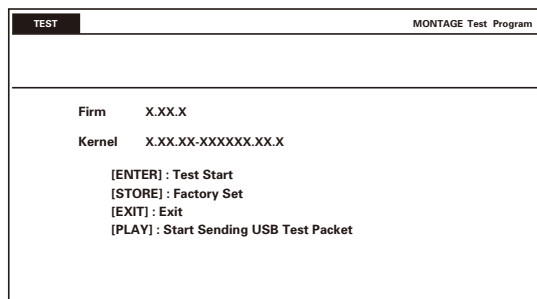 TEST MONTAGE Test Program
Firm X.XX.X
Kernel X.XX.XX-XXXXXX.XX.X
[ENTER] : Test Start
[STORE] : Factory Set
[EXIT] : Exit
[PLAY] : Start Sending USB Test Packet